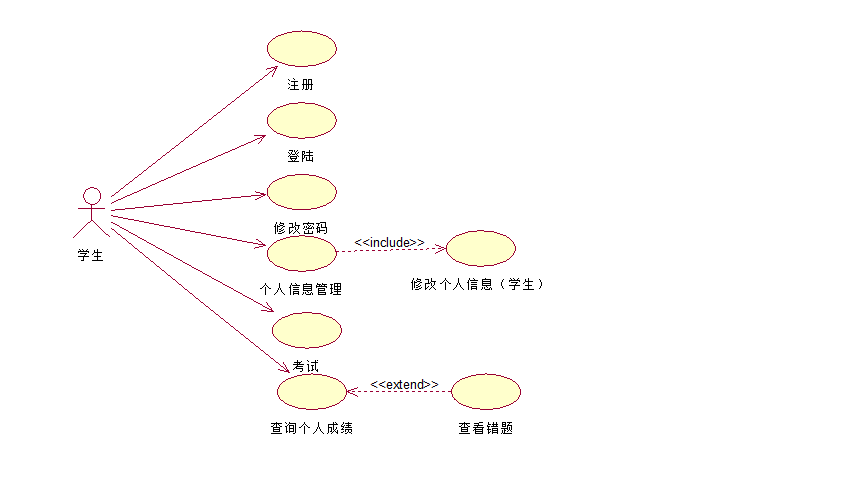 注册
登陆
修改密码
学生
<<include>>
个人信息管理
修改个人信息（学生）
考试
<<extend>>
查询个人成绩
查看错题